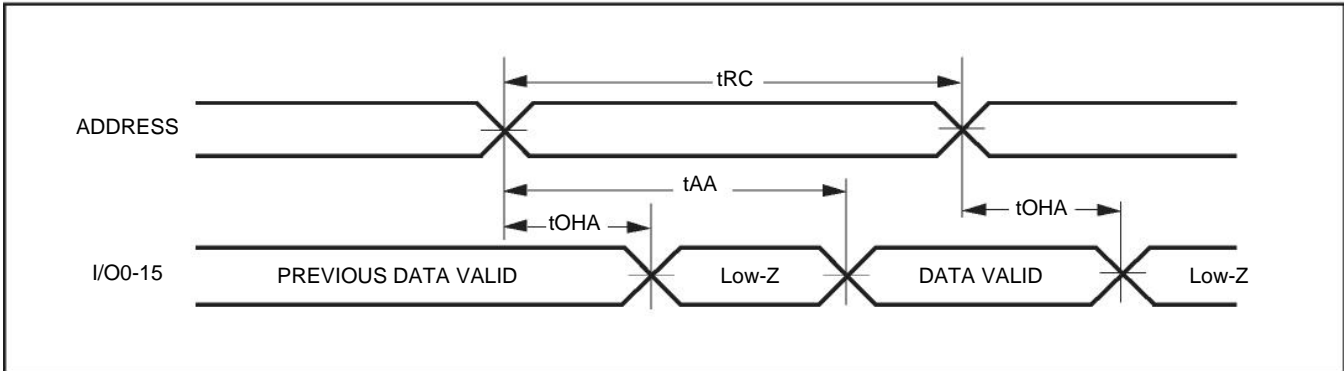 tRC
ADDRESS
tAA
tOHA
tOHA
I/O0-15
PREVIOUS DATA VALID
Low-Z
DATA VALID
Low-Z